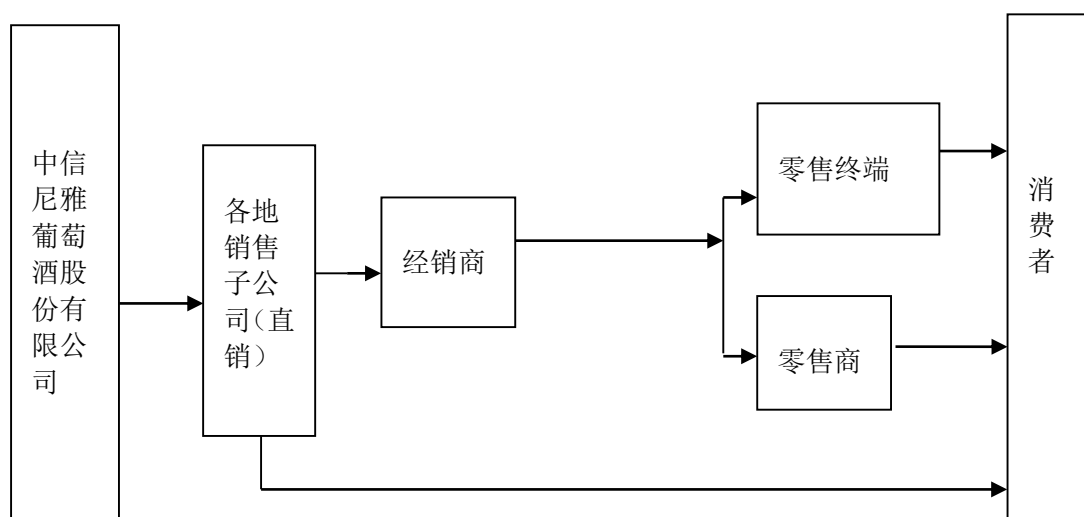 中信
尼雅
葡萄
酒股
份有
限公
司
各地
销售
子公
司（直
销）
经销商
零售终端
零售商
消
费
者